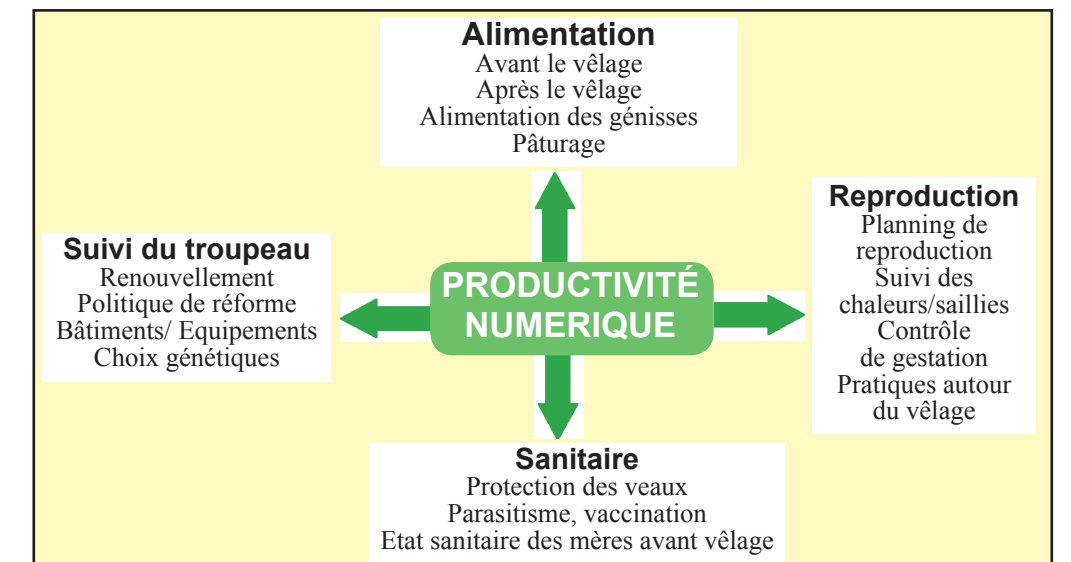 Alimentation
Avant le vêlage
Après le vêlage
Alimentation des génisses
Pâturage
Suivi du troupeau
Renouvellement
Politique de réforme
Bâtiments/ Equipements
Choix génétiques
PRODUCTIVITÉ
NUMERIQUE
Reproduction
Planning de
reproduction
Suivi des
chaleurs/saillies
Contrôle
de gestation
Pratiques autour
du vêlage
Sanitaire
Protection des veaux
Parasitisme, vaccination
Etat sanitaire des mères avant vêlage